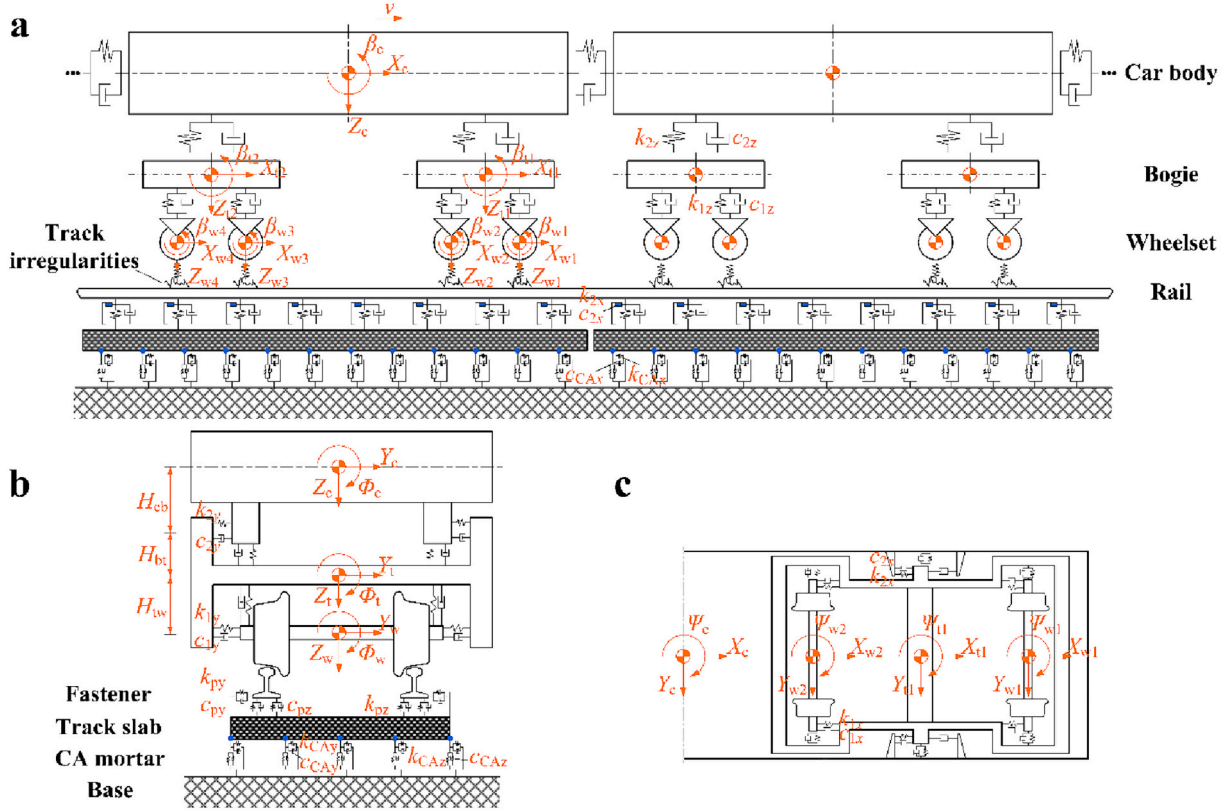 a
v
β_c
X_c
Z_c
... ... Car body
k_2z c_2z
β_t2 X_t2 Z_t2
β_t1 X_t1 Z_t1
Bogie
k_1z c_1z
β_w4 β_w3 β_w2 β_w1
X_w4 X_w3 X_w2 X_w1
Wheelset
Track
irregularities
Z_w4 Z_w3 Z_w2 Z_w1
Rail
k_2x
c_2x
c_CAx k_CAx
b
Y_c
Z_c Φ_c
H_cb
k_2y
c_2y
H_bt
Y_t
Z_t Φ_t
H_tw
k_1y
c_1y
Y_w
Z_w Φ_w
k_py
Fastener
c_py c_pz k_pz
Track slab
k_CAy
CA mortar
c_CAy k_CAz c_CAz
Base
c
c_2x
k_2x
Ψ_c Ψ_w2 Ψ_t1 Ψ_w1
X_c X_w2 X_t1 X_w1
Y_c Y_w2 Y_t1 Y_w1
k_1x
c_1x